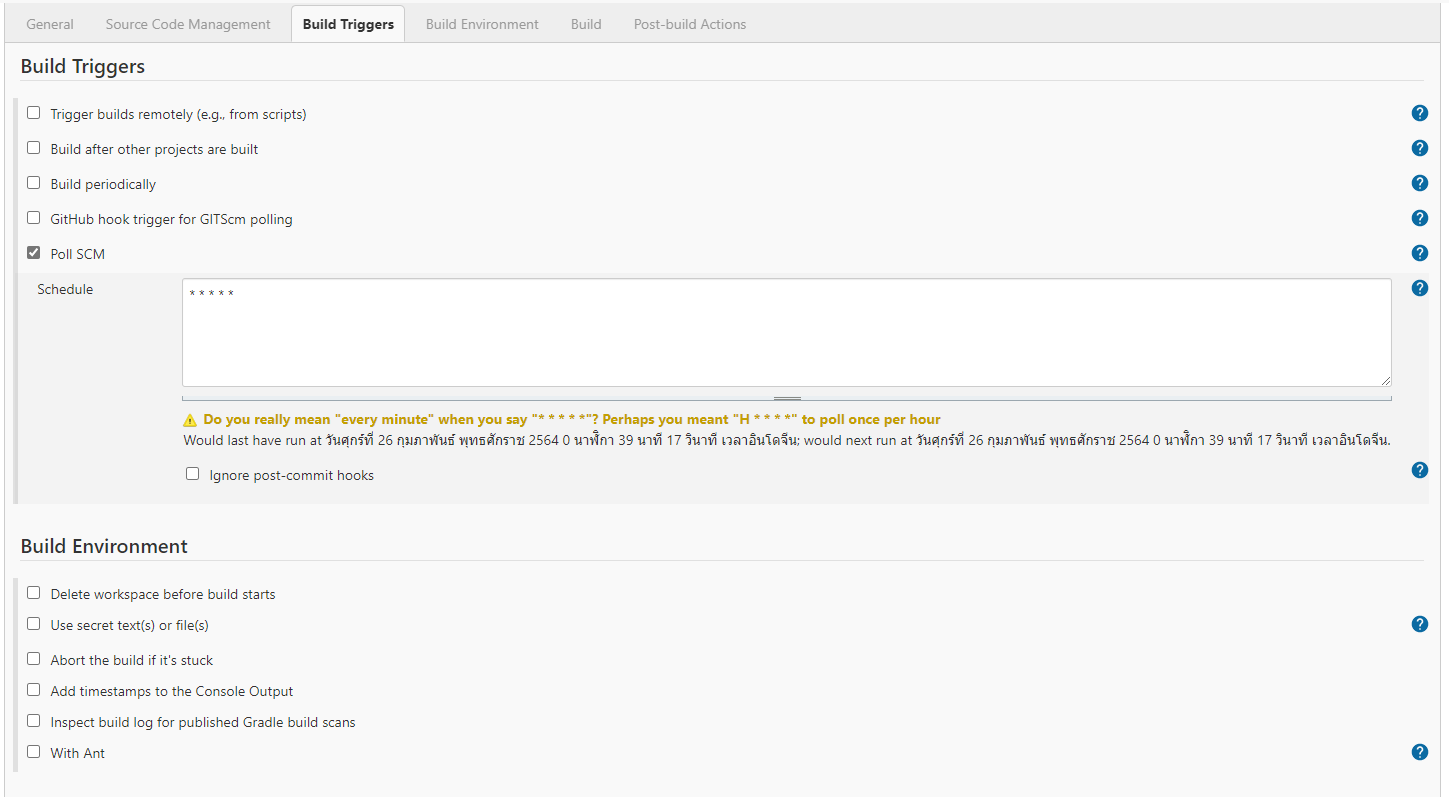 General Source Code Management Build Triggers Build Environment Build Post-build Actions
Build Triggers
Trigger builds remotely (e.g., from scripts)
Build after other projects are built
Build periodically
GitHub hook trigger for GITScm polling
Poll SCM
Schedule
* * * * *
Do you really mean "every minute" when you say "* * * * *"? Perhaps you meant "H * * * *" to poll once per hour
Would last have run at วันศุกร์ที่ 26 กุมภาพันธ์ พุทธศักราช 2564 0 นาฬิกา 39 นาที 17 วินาที เวลาอินโดจีน; would next run at วันศุกร์ที่ 26 กุมภาพันธ์ พุทธศักราช 2564 0 นาฬิกา 39 นาที 17 วินาที เวลาอินโดจีน.
Ignore post-commit hooks
Build Environment
Delete workspace before build starts
Use secret text(s) or file(s)
Abort the build if it's stuck
Add timestamps to the Console Output
Inspect build log for published Gradle build scans
With Ant